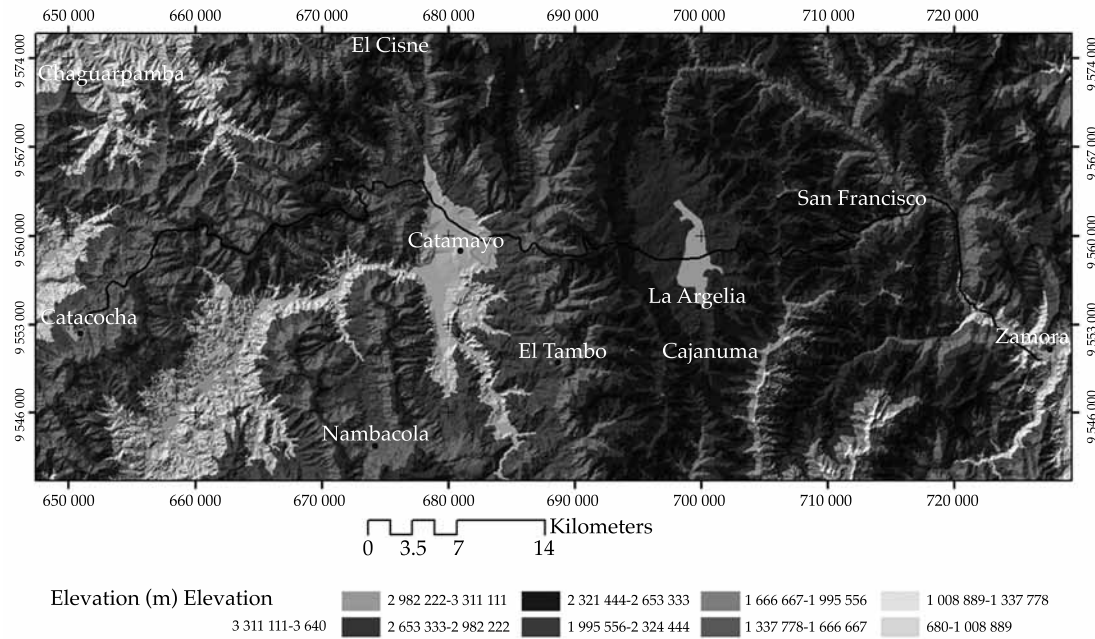 650 000 660 000 670 000 680 000 690 000 700 000 710 000 720 000
9 574 000
9 567 000
9 560 000
9 553 000
9 546 000
El Cisne
Chaguarpamba
San Francisco
Catamayo
La Argelia
Catacocha
El Tambo
Cajanuma
Zamora
Nambacola
9 574 000
9 567 000
9 560 000
9 553 000
9 546 000
650 000 660 000 670 000 680 000 690 000 700 000 710 000 720 000
Kilometers
0 3.5 7 14
Elevation (m) Elevation 2 982 222-3 311 111 2 321 444-2 653 333 1 666 667-1 995 556 1 008 889-1 337 778
3 311 111-3 640 2 653 333-2 982 222 1 995 556-2 324 444 1 337 778-1 666 667 680-1 008 889